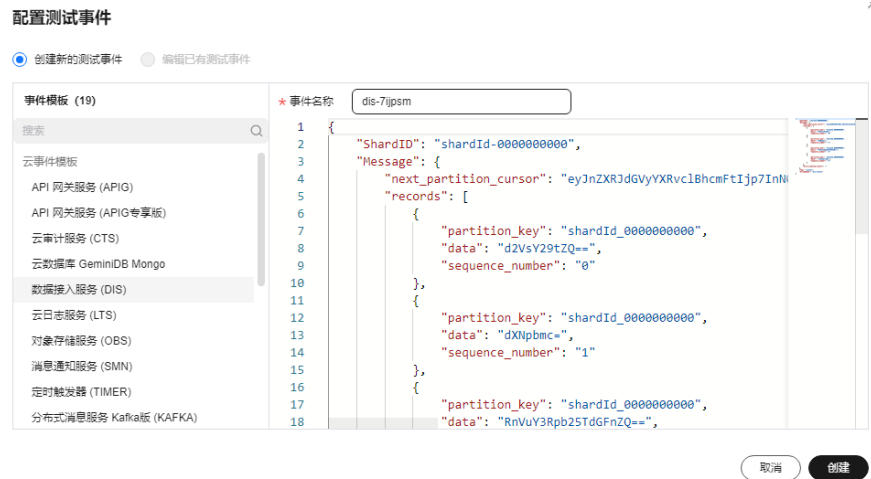 配置测试事件
创建新的测试事件 编辑已有测试事件
事件模板 (19)
搜索
云事件模板
API 网关服务 (APIG)
API 网关服务 (APIG专享版)
云审计服务 (CTS)
云数据库 GeminiDB Mongo
数据接入服务 (DIS)
云日志服务 (LTS)
对象存储服务 (OBS)
消息通知服务 (SMN)
定时触发器 (TIMER)
分布式消息服务 Kafka版 (KAFKA)
* 事件名称 dis-7ijpsm
1 {
2 "ShardID": "shardId-0000000000",
3 "Message": {
4 "next_partition_cursor": "eyJnZXRJdGVyYXRvclBhcmFtIjp7InN
5 "records": [
6 {
7 "partition_key": "shardId_0000000000",
8 "data": "d2VsY29tZQ==",
9 "sequence_number": "0"
10 },
11 {
12 "partition_key": "shardId_0000000000",
13 "data": "dXNpbmc=",
14 "sequence_number": "1"
15 },
16 {
17 "partition_key": "shardId_0000000000",
18 "data": "RnVuY3Rpb25TdGFnZQ==",
取消 创建